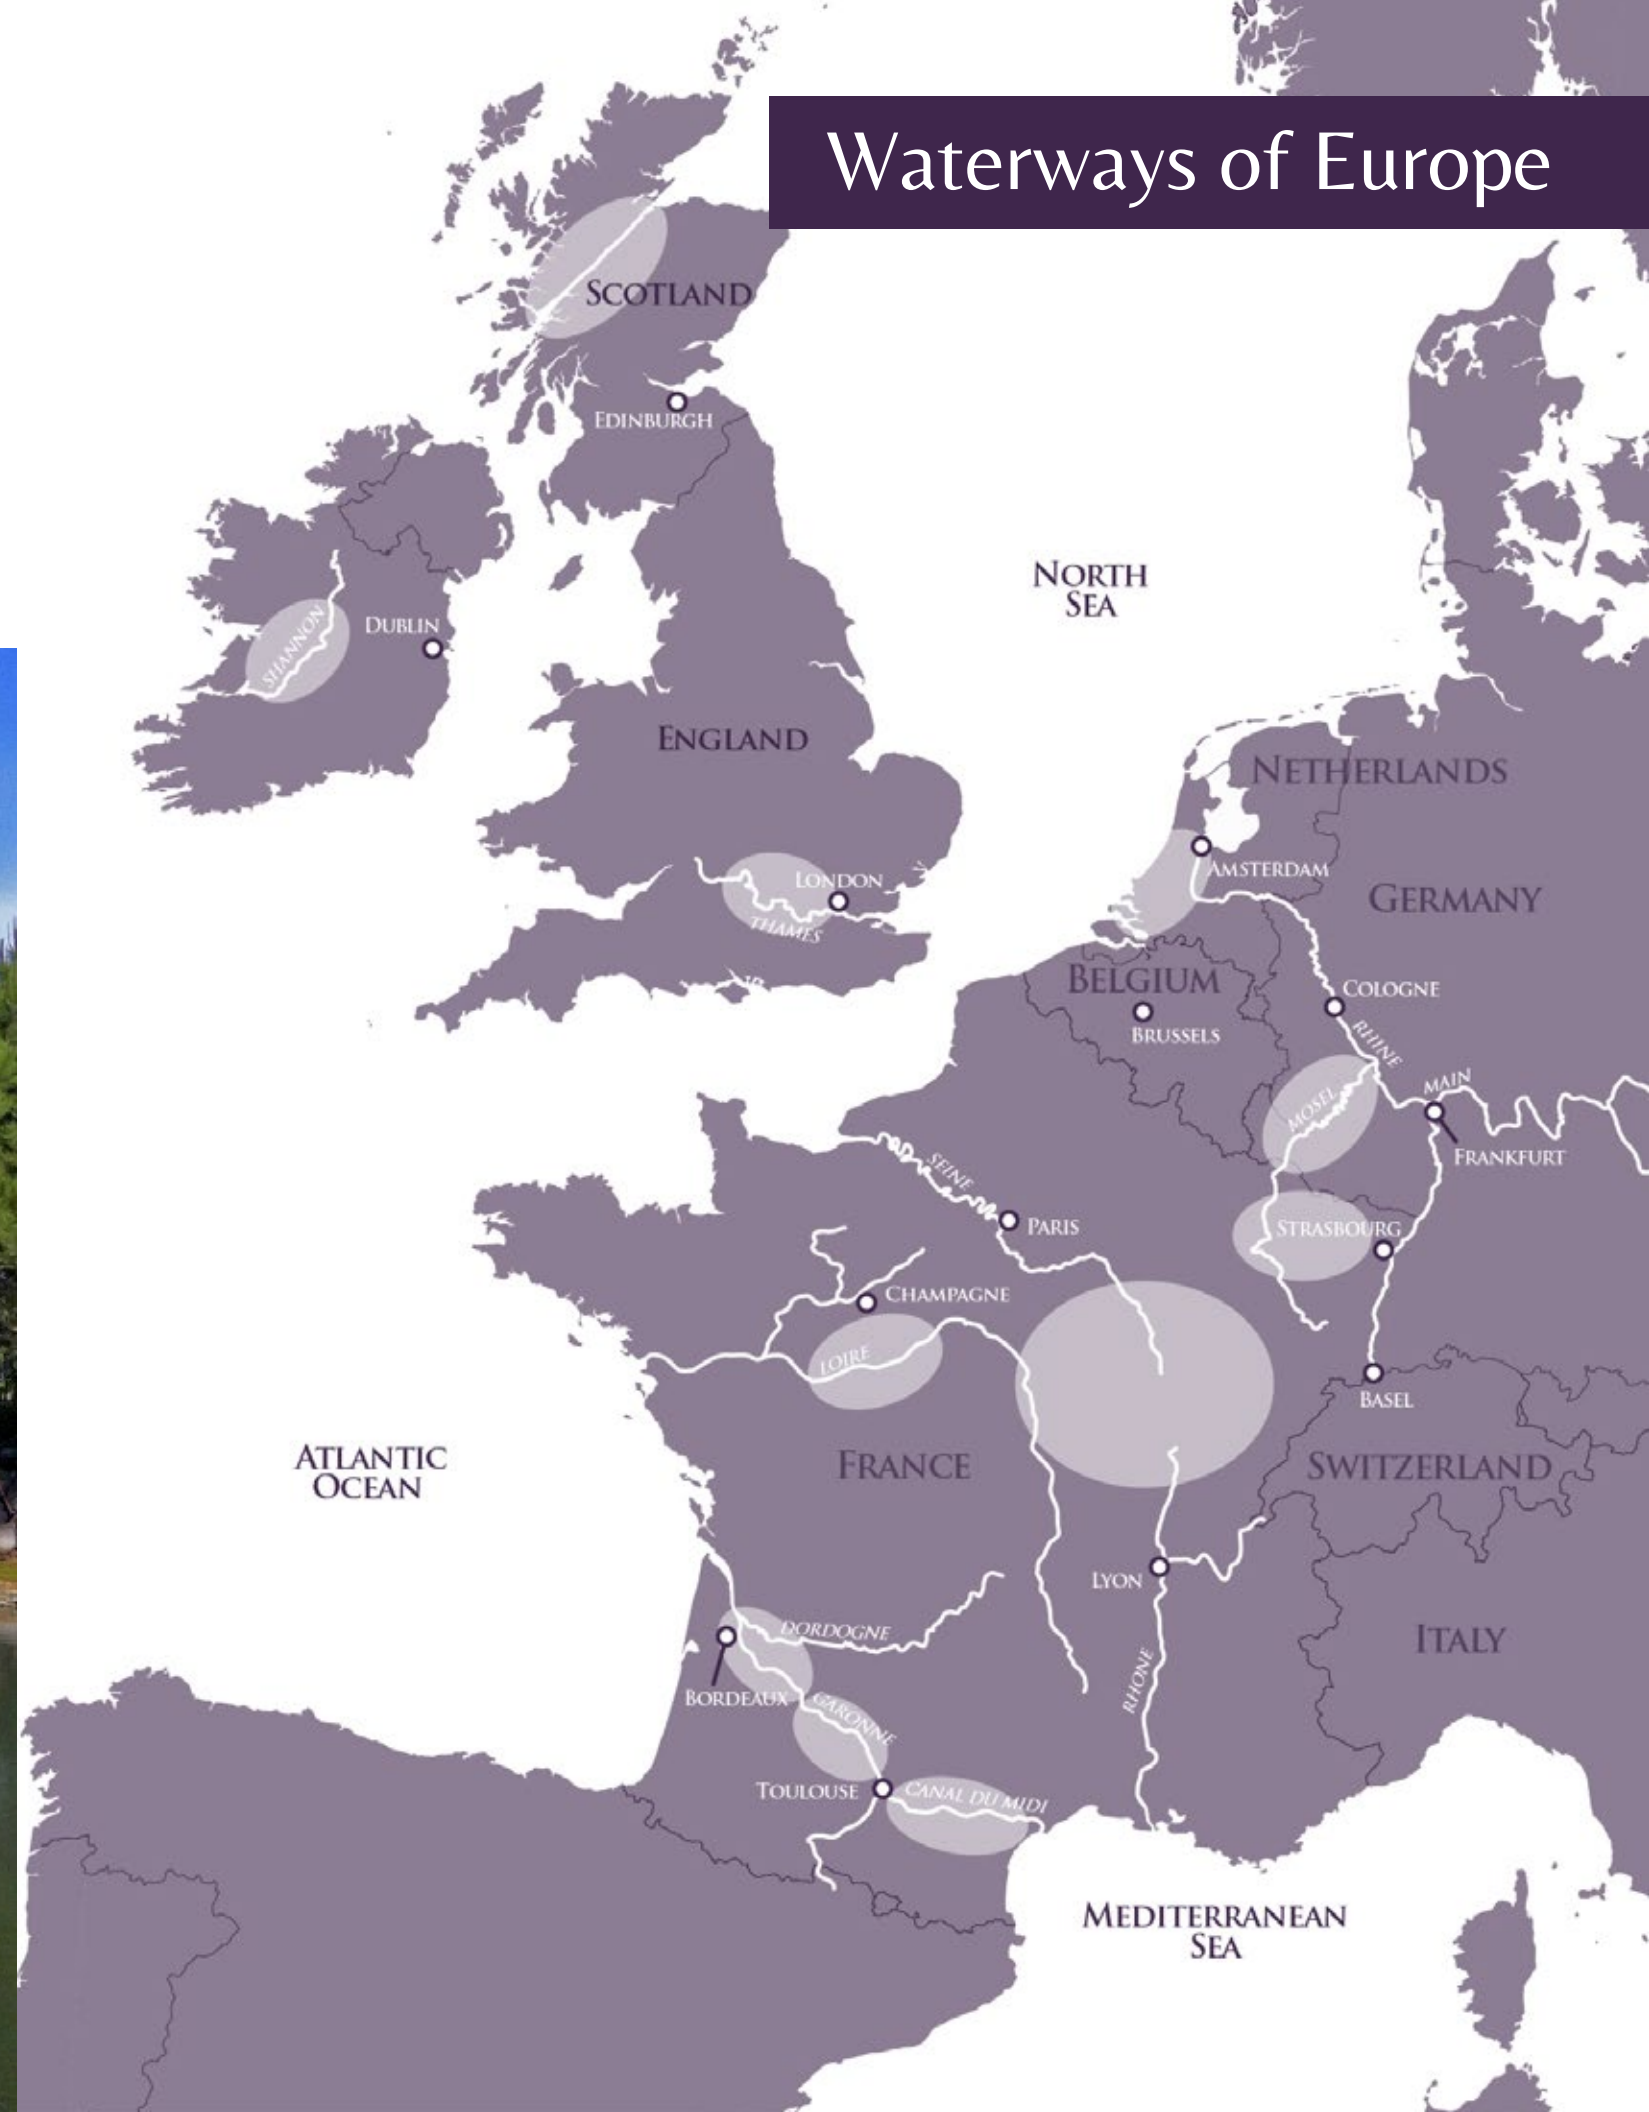 Waterways of Europe
SCOTLAND
EDINBURGH
NORTH
SEA
SHANNON
DUBLIN
ENGLAND
NETHERLANDS
LONDON
THAMES
AMSTERDAM
GERMANY
BELGIUM
BRUSSELS
COLOGNE
RHINE
MOSEL
MAIN
FRANKFURT
SEINE
PARIS
STRASBOURG
CHAMPAGNE
LOIRE
BASEL
ATLANTIC
OCEAN
FRANCE
SWITZERLAND
LYON
DORDOGNE
ITALY
RHONE
BORDEAUX
GARONNE
TOULOUSE
CANAL DU MIDI
MEDITERRANEAN
SEA